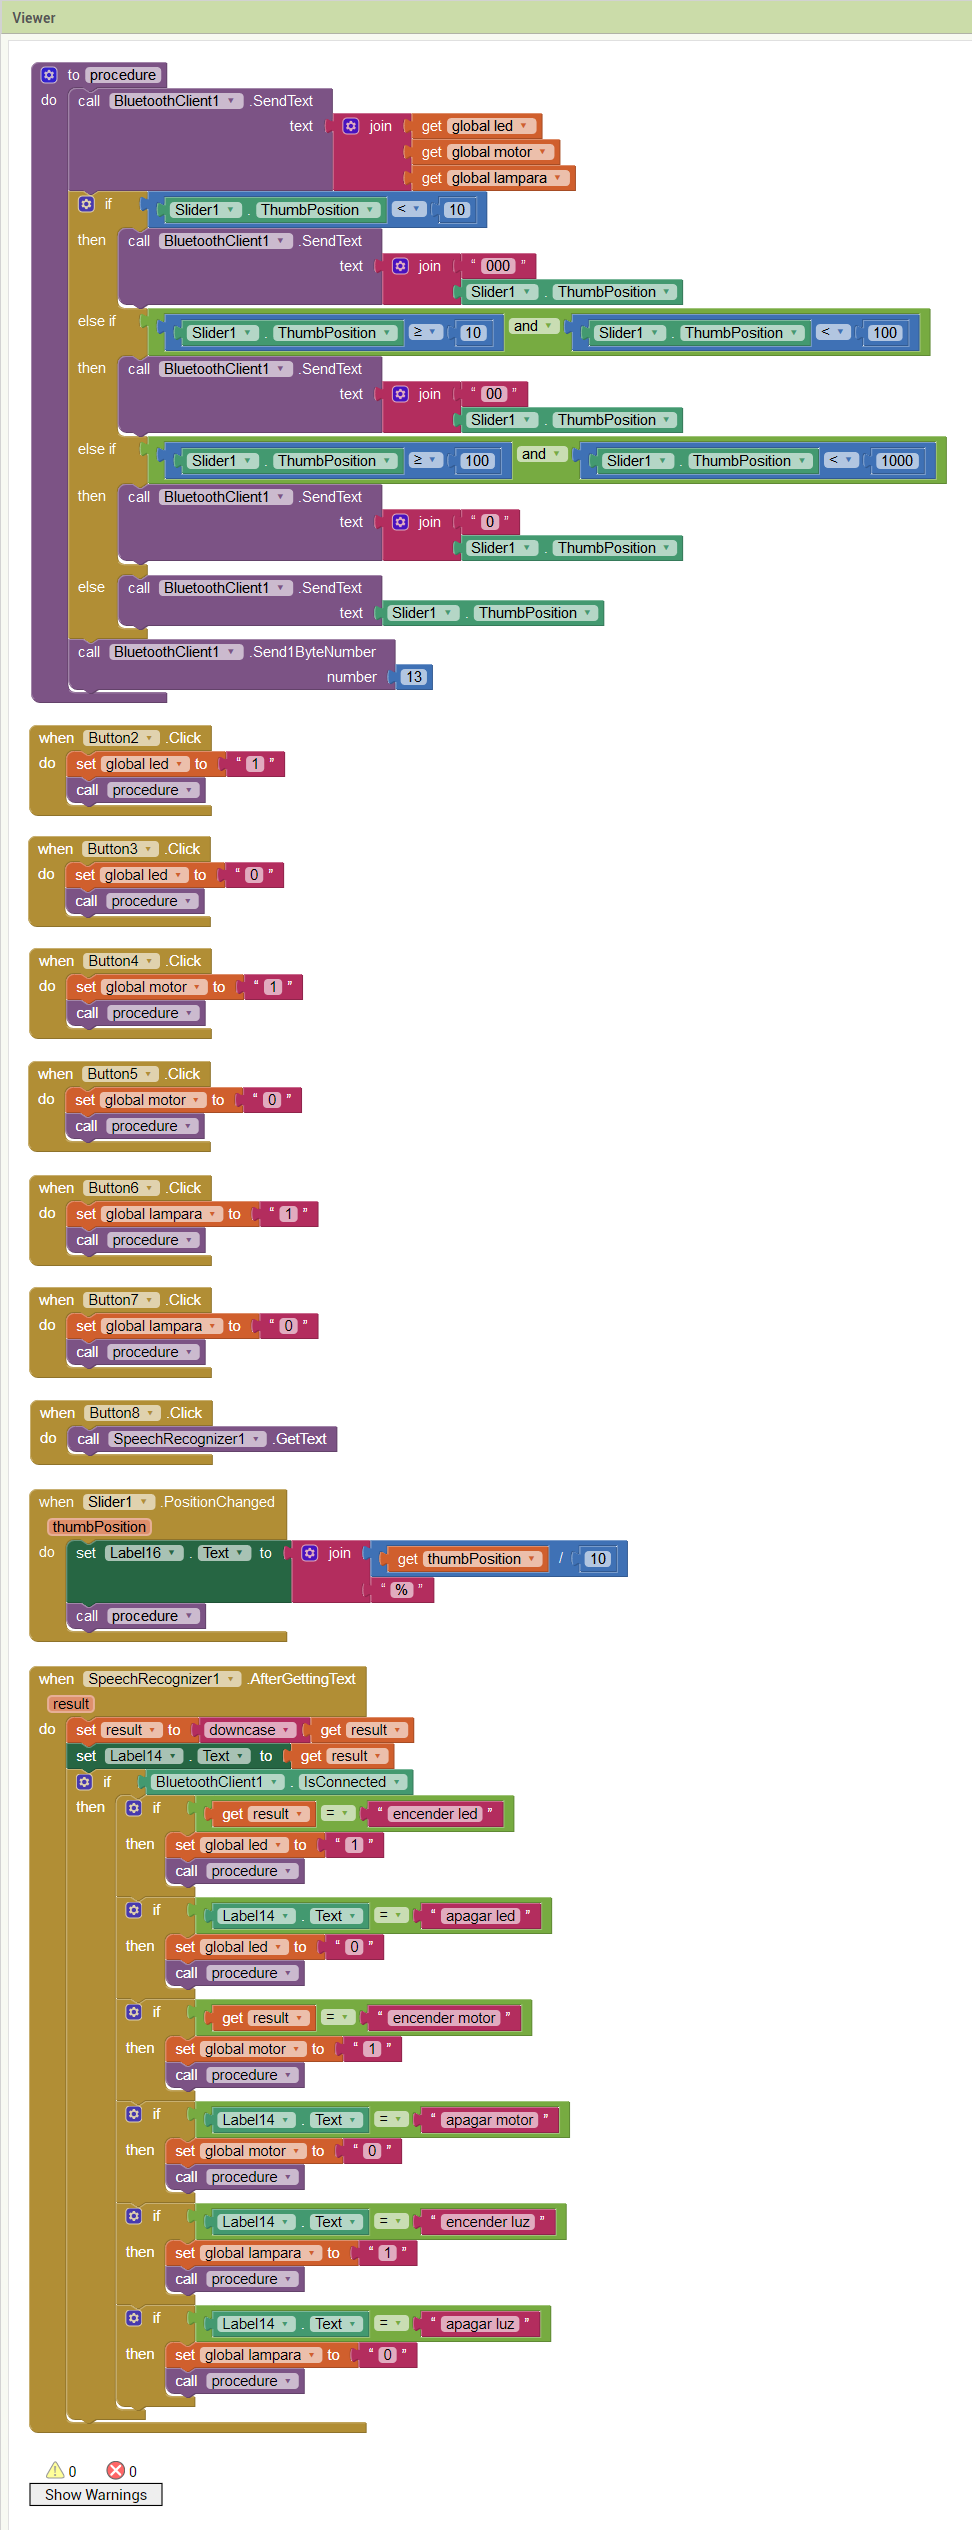 Viewer
to procedure
do call BluetoothClient1 .SendText
text join get global led
get global motor
get global lampara
if Slider1 . ThumbPosition < 10
then call BluetoothClient1 .SendText
text join “ 000 ”
Slider1 . ThumbPosition
else if Slider1 . ThumbPosition ≥ 10 and Slider1 . ThumbPosition < 100
then call BluetoothClient1 .SendText
text join “ 00 ”
Slider1 . ThumbPosition
else if Slider1 . ThumbPosition ≥ 100 and Slider1 . ThumbPosition < 1000
then call BluetoothClient1 .SendText
text join “ 0 ”
Slider1 . ThumbPosition
else call BluetoothClient1 .SendText
text Slider1 . ThumbPosition
call BluetoothClient1 .Send1ByteNumber
number 13
when Button2 .Click
do set global led to “ 1 ”
call procedure
when Button3 .Click
do set global led to “ 0 ”
call procedure
when Button4 .Click
do set global motor to “ 1 ”
call procedure
when Button5 .Click
do set global motor to “ 0 ”
call procedure
when Button6 .Click
do set global lampara to “ 1 ”
call procedure
when Button7 .Click
do set global lampara to “ 0 ”
call procedure
when Button8 .Click
do call SpeechRecognizer1 .GetText
when Slider1 .PositionChanged
thumbPosition
do set Label16 . Text to join get thumbPosition / 10
“ % ”
call procedure
when SpeechRecognizer1 .AfterGettingText
result
do set result to downcase get result
set Label14 . Text to get result
if BluetoothClient1 . IsConnected
then if get result = “ encender led ”
then set global led to “ 1 ”
call procedure
if Label14 . Text = “ apagar led ”
then set global led to “ 0 ”
call procedure
if get result = “ encender motor ”
then set global motor to “ 1 ”
call procedure
if Label14 . Text = “ apagar motor ”
then set global motor to “ 0 ”
call procedure
if Label14 . Text = “ encender luz ”
then set global lampara to “ 1 ”
call procedure
if Label14 . Text = “ apagar luz ”
then set global lampara to “ 0 ”
call procedure
0 0
Show Warnings